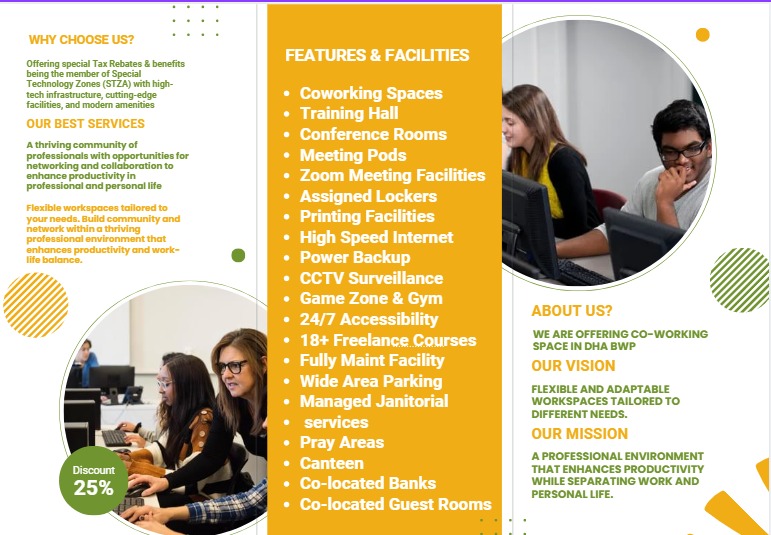 WHY CHOOSE US?
Offering special Tax Rebates & benefits
being the member of Special
Technology Zones (STZA) with high-
tech infrastructure, cutting-edge
facilities, and modern amenities
OUR BEST SERVICES
A thriving community of
professionals with opportunities for
networking and collaboration to
enhance productivity in
professional and personal life
Flexible workspaces tailored to
your needs. Build community and
network within a thriving
professional environment that
enhances productivity and work-
life balance.
Discount
25%
FEATURES & FACILITIES
• Coworking Spaces
• Training Hall
• Conference Rooms
• Meeting Pods
• Zoom Meeting Facilities
• Assigned Lockers
• Printing Facilities
• High Speed Internet
• Power Backup
• CCTV Surveillance
• Game Zone & Gym
• 24/7 Accessibility
• 18+ Freelance Courses
• Fully Maint Facility
• Wide Area Parking
• Managed Janitorial
• services
• Pray Areas
• Canteen
• Co-located Banks
• Co-located Guest Rooms
ABOUT US?
WE ARE OFFERING CO-WORKING
SPACE IN DHA BWP
OUR VISION
FLEXIBLE AND ADAPTABLE
WORKSPACES TAILORED TO
DIFFERENT NEEDS.
OUR MISSION
A PROFESSIONAL ENVIRONMENT
THAT ENHANCES PRODUCTIVITY
WHILE SEPARATING WORK AND
PERSONAL LIFE.